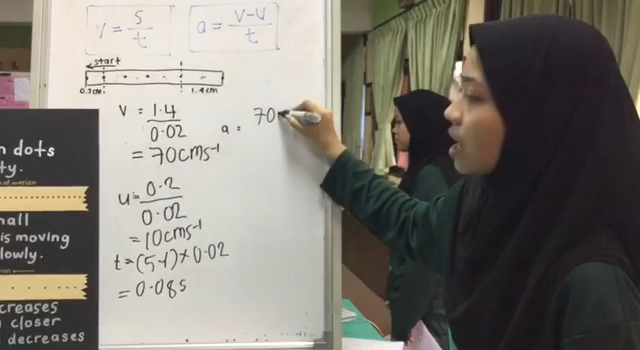 v = s/t
a = v-u/t
start
0.2cm 1.4cm
v = 1.4/0.02
= 70cms-1
a = 70
u = 0.2/0.02
= 10cms-1
t = (5-1) × 0.02
= 0.08s
dots
ty.
is moving
lowly.
creases
closer
decreases